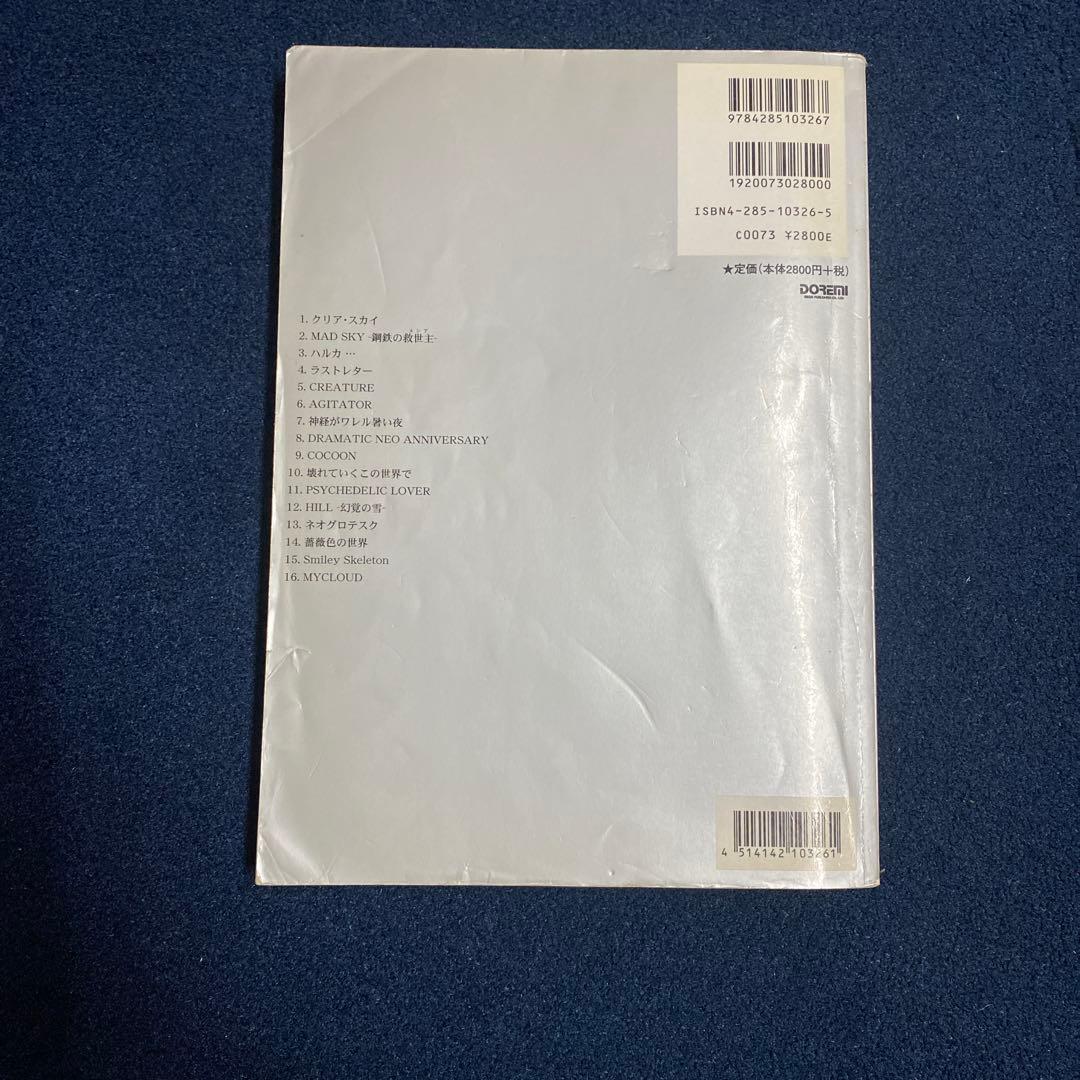 9784285103267
1920073028000
ISBN4-285-10326-5
C0073 ¥2800E
★定価(本体2800円+税)
DOREMI
1. クリア・スカイ
2. MAD SKY -鋼鉄の救世主-
3. ハルカ …
4. ラストレター
5. CREATURE
6. AGITATOR
7. 神経がワレル暑い夜
8. DRAMATIC NEO ANNIVERSARY
9. COCOON
10. 壊れていくこの世界で
11. PSYCHEDELIC LOVER
12. HILL -幻覚の雪-
13. ネオグロテスク
14. 薔薇色の世界
15. Smiley Skeleton
16. MYCLOUD
4 514142 103261